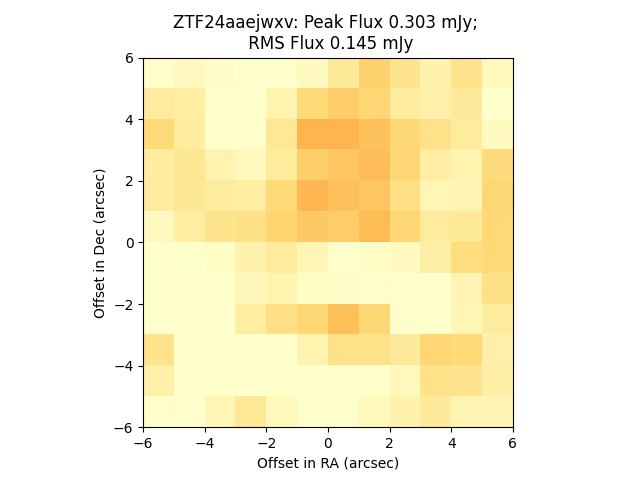 ZTF24aaejwxv: Peak Flux 0.303 mJy;
RMS Flux 0.145 mJy
6
4
2
0
−2
−4
−6
Offset in Dec (arcsec)
−6 −4 −2 0 2 4 6
Offset in RA (arcsec)